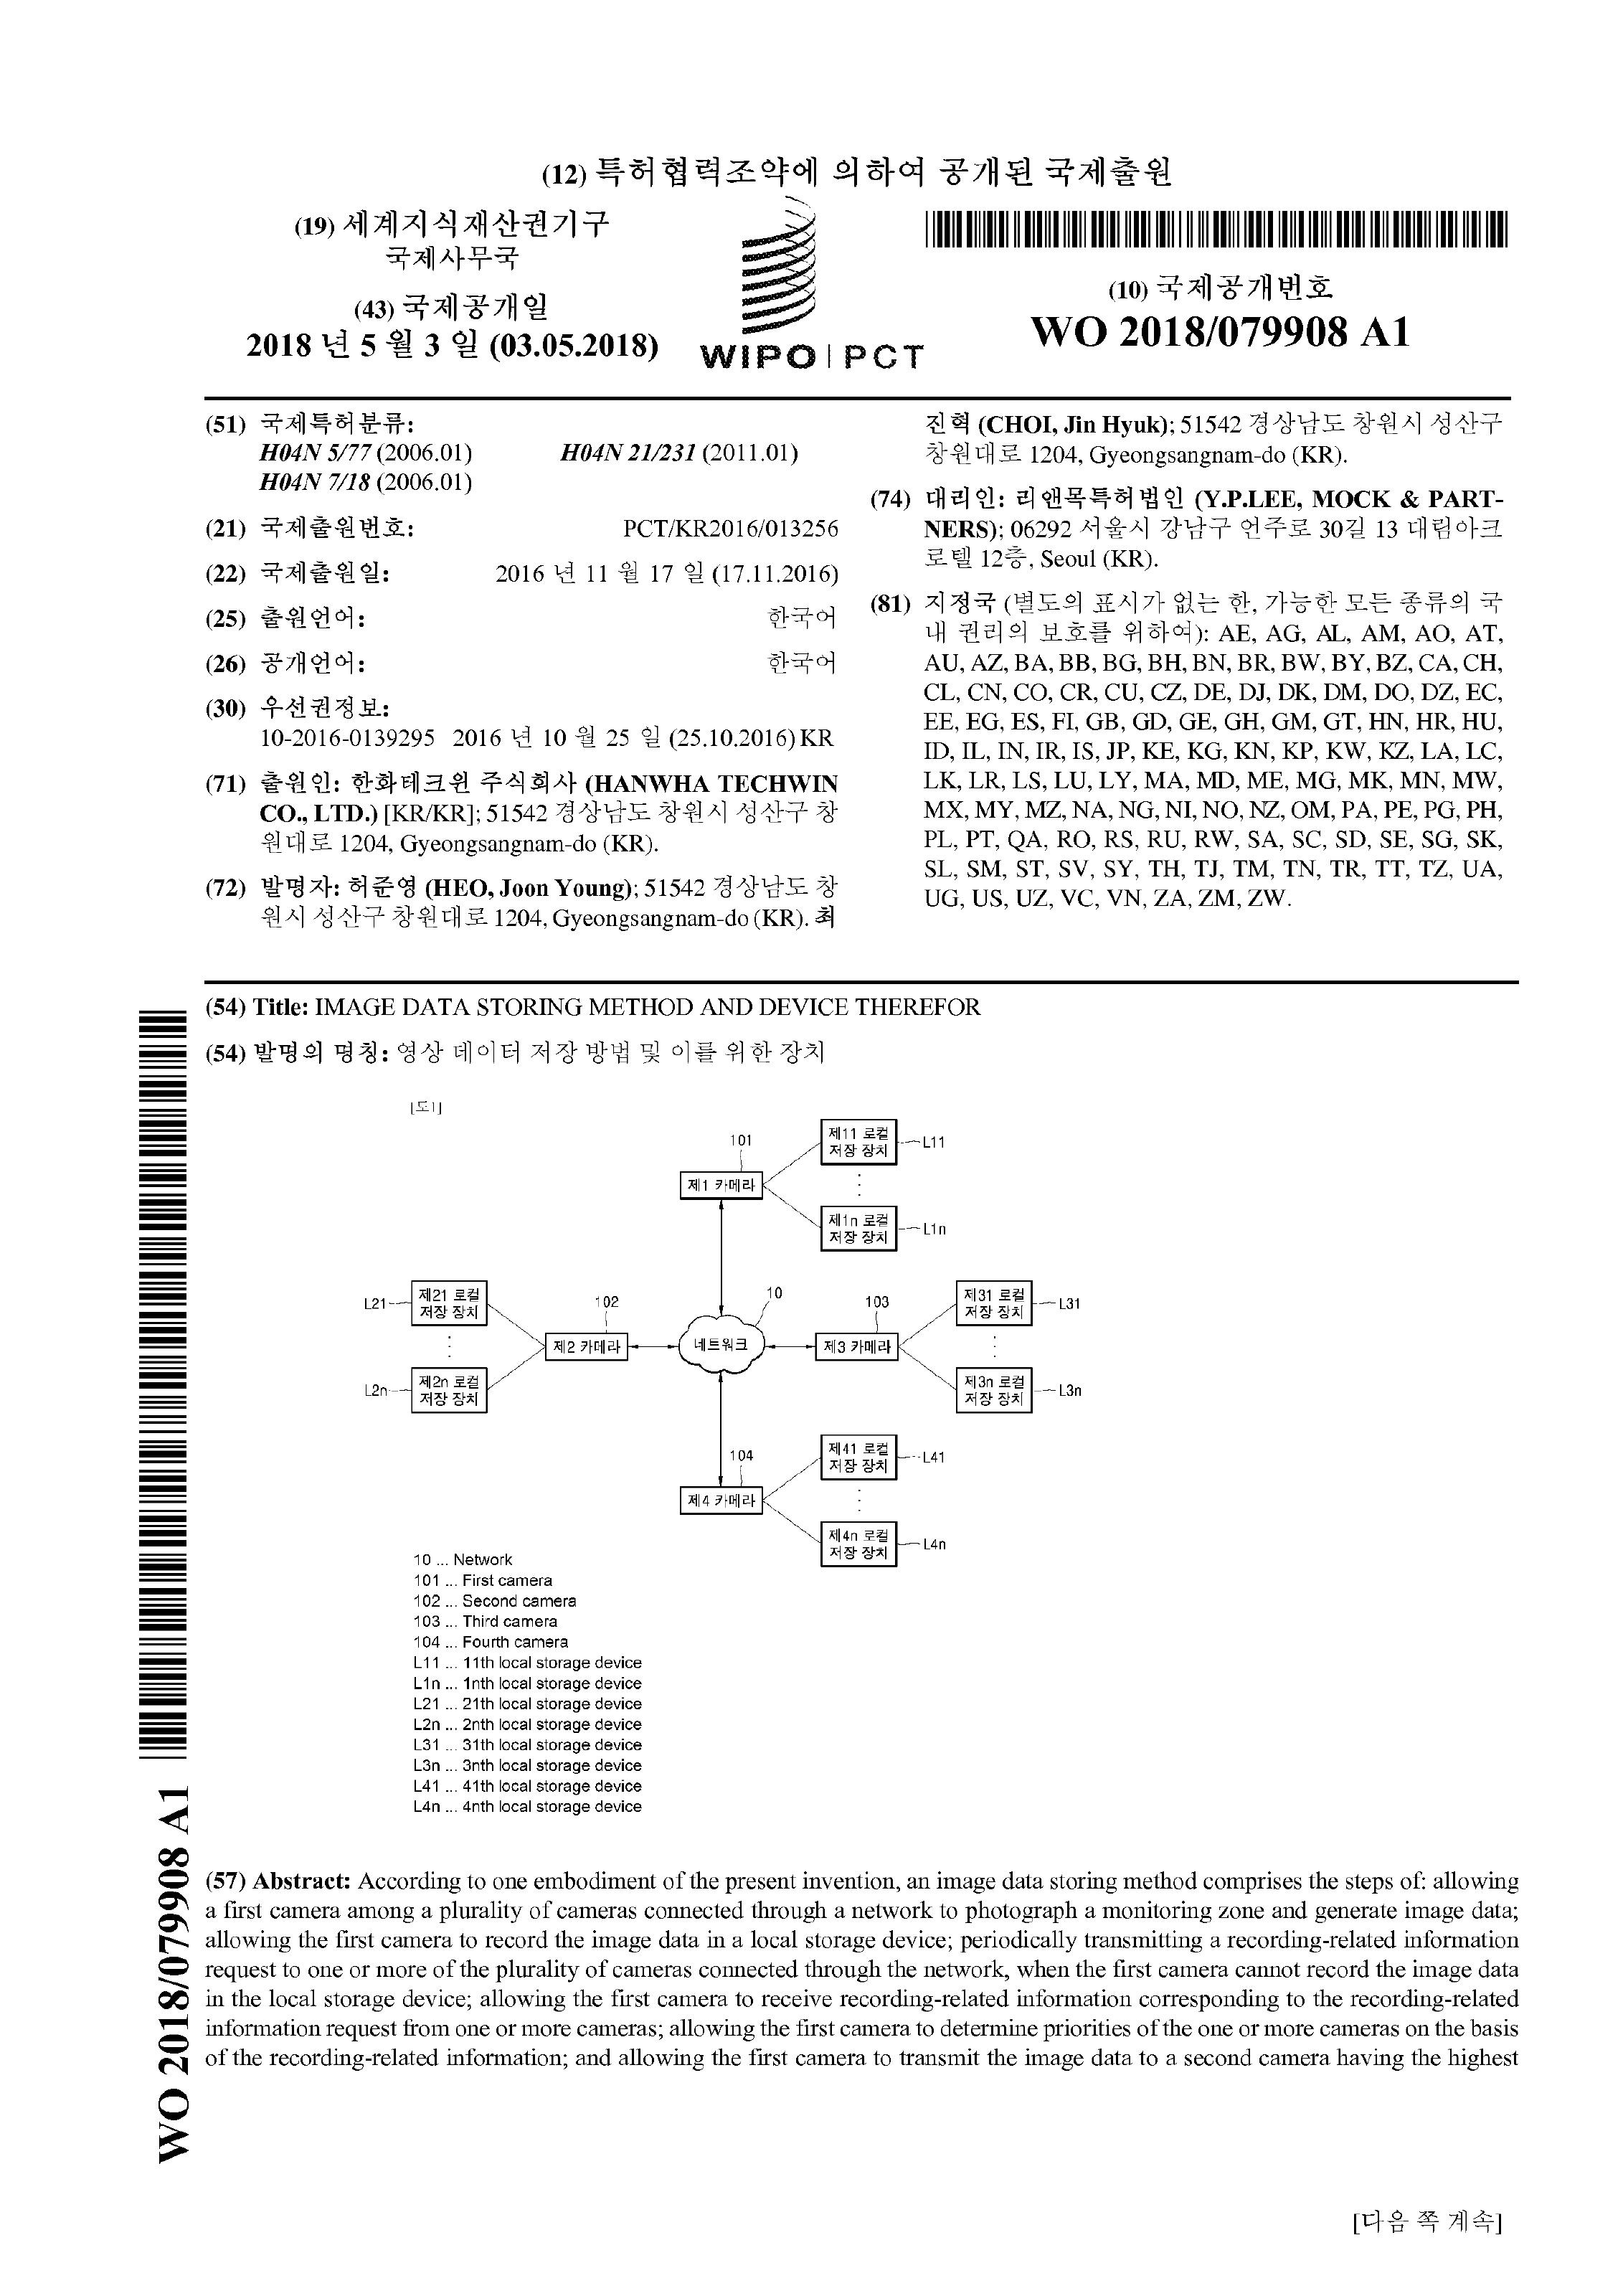 (12) 특허협력조약에 의하여 공개된 국제출원
(19) 세계지식재산권기구
국제사무국
(43) 국제공개일
2018 년 5 월 3 일 (03.05.2018)
WIPO | PCT
(10) 국제공개번호
WO 2018/079908 A1
(51) 국제특허분류:
H04N 5/77 (2006.01) H04N 21/231 (2011.01)
H04N 7/18 (2006.01)
(21) 국제출원번호: PCT/KR2016/013256
(22) 국제출원일: 2016 년 11 월 17 일 (17.11.2016)
(25) 출원언어: 한국어
(26) 공개언어: 한국어
(30) 우선권정보:
10-2016-0139295 2016 년 10 월 25 일 (25.10.2016) KR
(71) 출원인: 한화테크윈 주식회사 (HANWHA TECHWIN
CO., LTD.) [KR/KR]; 51542 경상남도 창원시 성산구 창
원대로 1204, Gyeongsangnam-do (KR).
(72) 발명자: 허준영 (HEO, Joon Young); 51542 경상남도 창
원시 성산구 창원대로 1204, Gyeongsangnam-do (KR). 최
진혁 (CHOI, Jin Hyuk); 51542 경상남도 창원시 성산구
창원대로 1204, Gyeongsangnam-do (KR).
(74) 대리인: 리앤목특허법인 (Y.P.LEE, MOCK & PART-
NERS); 06292 서울시 강남구 언주로 30길 13 대림아크
로텔 12층, Seoul (KR).
(81) 지정국 (별도의 표시가 없는 한, 가능한 모든 종류의 국
내 권리의 보호를 위하여): AE, AG, AL, AM, AO, AT,
AU, AZ, BA, BB, BG, BH, BN, BR, BW, BY, BZ, CA, CH,
CL, CN, CO, CR, CU, CZ, DE, DJ, DK, DM, DO, DZ, EC,
EE, EG, ES, FI, GB, GD, GE, GH, GM, GT, HN, HR, HU,
ID, IL, IN, IR, IS, JP, KE, KG, KN, KP, KW, KZ, LA, LC,
LK, LR, LS, LU, LY, MA, MD, ME, MG, MK, MN, MW,
MX, MY, MZ, NA, NG, NI, NO, NZ, OM, PA, PE, PG, PH,
PL, PT, QA, RO, RS, RU, RW, SA, SC, SD, SE, SG, SK,
SL, SM, ST, SV, SY, TH, TJ, TM, TN, TR, TT, TZ, UA,
UG, US, UZ, VC, VN, ZA, ZM, ZW.
(54) Title: IMAGE DATA STORING METHOD AND DEVICE THEREFOR
(54) 발명의 명칭: 영상 데이터 저장 방법 및 이를 위한 장치
[도1]
101
제11 로컬
저장 장치
L11
제1 카메라
제1n 로컬
저장 장치
L1n
L21
제21 로컬
저장 장치
102
10
103
제31 로컬
저장 장치
L31
제2 카메라
네트워크
제3 카메라
L2n
제2n 로컬
저장 장치
제3n 로컬
저장 장치
L3n
104
제41 로컬
저장 장치
L41
제4 카메라
제4n 로컬
저장 장치
L4n
10 ... Network
101 ... First camera
102 ... Second camera
103 ... Third camera
104 ... Fourth camera
L11 ... 11th local storage device
L1n ... 1nth local storage device
L21 ... 21th local storage device
L2n ... 2nth local storage device
L31 ... 31th local storage device
L3n ... 3nth local storage device
L41 ... 41th local storage device
L4n ... 4nth local storage device
(57) Abstract: According to one embodiment of the present invention, an image data storing method comprises the steps of: allowing
a first camera among a plurality of cameras connected through a network to photograph a monitoring zone and generate image data;
allowing the first camera to record the image data in a local storage device; periodically transmitting a recording-related information
request to one or more of the plurality of cameras connected through the network, when the first camera cannot record the image data
in the local storage device; allowing the first camera to receive recording-related information corresponding to the recording-related
information request from one or more cameras; allowing the first camera to determine priorities of the one or more cameras on the basis
of the recording-related information; and allowing the first camera to transmit the image data to a second camera having the highest
WO 2018/079908 A1
[다음 쪽 계속]